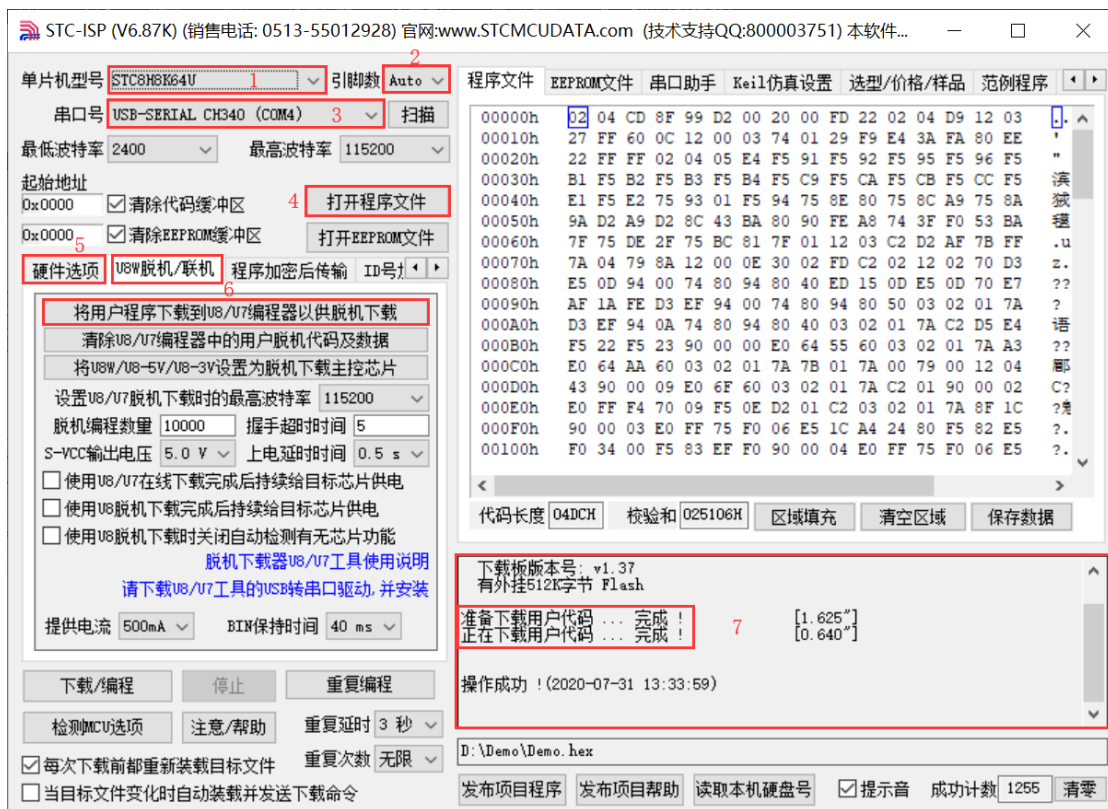 STC-ISP (V6.87K) (销售电话: 0513-55012928) 官网:www.STCMCUDATA.com (技术支持QQ:800003751) 本软件...
单片机型号 STC8H8K64U 1 引脚数 2 Auto
串口号 USB-SERIAL CH340 (COM4) 3 扫描
最低波特率 2400 最高波特率 115200
起始地址
0x0000 清除代码缓冲区 4 打开程序文件
0x0000 清除EEPROM缓冲区 打开EEPROM文件
5 5
硬件选项 U8W脱机/联机 程序加密后传输 ID号
6
将用户程序下载到U8/U7编程器以供脱机下载
清除U8/U7编程器中的用户脱机代码及数据
将U8W/U8-5V/U8-3V设置为脱机下载主控芯片
设置U8/U7脱机下载时的最高波特率 115200
脱机编程数量 10000 握手超时时间 5
S-VCC输出电压 5.0 V 上电延时时间 0.5 s
使用U8/U7在线下载完成后持续给目标芯片供电
使用U8脱机下载完成后持续给目标芯片供电
使用U8脱机下载时关闭自动检测有无芯片功能
脱机下载器U8/U7工具使用说明
请下载U8/U7工具的USB转串口驱动,并安装
提供电流 500mA BIN保持时间 40 ms
下载/编程 停止 重复编程
检测MCU选项 注意/帮助 重复延时 3 秒
重复次数 无限
每次下载前都重新装载目标文件
当目标文件变化时自动装载并发送下载命令
程序文件 EEPROM文件 串口助手 Keil仿真设置 选型/价格/样品 范例程序
00000h 02 04 CD 8F 99 D2 00 20 00 FD 22 02 04 D9 12 03 ..
00010h 27 FF 60 0C 12 00 03 74 01 29 F9 E4 3A FA 80 EE '
00020h 22 FF FF 02 04 05 E4 F5 91 F5 92 F5 95 F5 96 F5 "
00030h B1 F5 B2 F5 B3 F5 B4 F5 C9 F5 CA F5 CB F5 CC F5 滨
00040h E1 F5 E2 75 93 01 F5 94 75 8E 80 75 8C A9 75 8A
00050h 9A D2 A9 D2 8C 43 BA 80 90 FE A8 74 3F F0 53 BA
00060h 7F 75 DE 2F 75 BC 81 7F 01 12 03 C2 D2 AF 7B FF .u
00070h 7A 04 79 8A 12 00 0E 30 02 FD C2 02 12 02 70 D3 z.
00080h E5 0D 94 00 74 80 94 80 40 ED 15 0D E5 0D 70 E7 ??
00090h AF 1A FE D3 EF 94 00 74 80 94 80 50 03 02 01 7A ?
000A0h D3 EF 94 0A 74 80 94 80 40 03 02 01 7A C2 D5 E4 语
000B0h F5 22 F5 23 90 00 00 E0 64 55 60 03 02 01 7A A3 ??
000C0h E0 64 AA 60 03 02 01 7A 7B 01 7A 00 79 00 12 04
000D0h 43 90 00 09 E0 6F 60 03 02 01 7A C2 01 90 00 02 C?
000E0h E0 FF F4 70 09 F5 0E D2 01 C2 03 02 01 7A 8F 1C
000F0h 90 00 03 E0 FF 75 F0 06 E5 1C A4 24 80 F5 82 E5 ?.
00100h F0 34 00 F5 83 EF F0 90 00 04 E0 FF 75 F0 06 E5 ?.
代码长度 04DCH 校验和 025106H 区域填充 清空区域 保存数据
下载板版本号: v1.37
有外挂512K字节 Flash
准备下载用户代码 ... 完成 ! [1.625"]
正在下载用户代码 ... 完成 ! 7 [0.640"]
操作成功 !(2020-07-31 13:33:59)
D:\Demo\Demo.hex
发布项目程序 发布项目帮助 读取本机硬盘号 提示音 成功计数 1255 清零